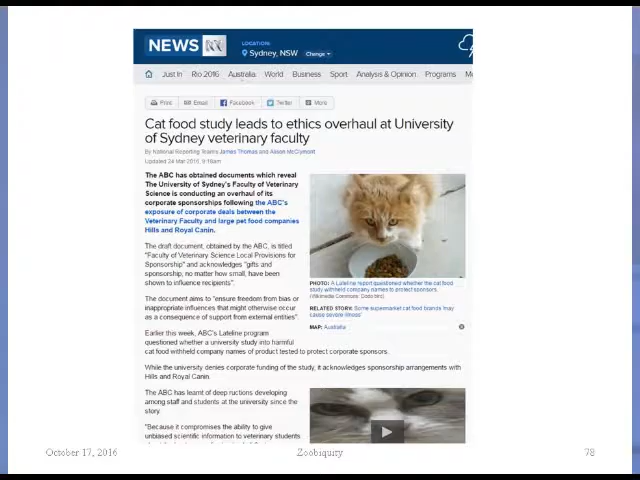 NEWS
LOCATION:
Sydney, NSW Change
Just In Rio 2016 Australia World Business Sport Analysis & Opinion Programs
Print Email Facebook Twitter More
Cat food study leads to ethics overhaul at University
of Sydney veterinary faculty
By National Reporting Team's James Thomas and Alison McClymont
Updated 24 Mar 2016, 9:18am
The ABC has obtained documents which reveal
The University of Sydney's Faculty of Veterinary
Science is conducting an overhaul of its
corporate sponsorships following the ABC's
exposure of corporate deals between the
Veterinary Faculty and large pet food companies
Hills and Royal Canin.
The draft document, obtained by the ABC, is titled
"Faculty of Veterinary Science Local Provisions for
Sponsorship" and acknowledges "gifts and
sponsorship, no matter how small, have been
shown to influence recipients".
The document aims to "ensure freedom from bias or
inappropriate influences that might otherwise occur
as a consequence of support from external entities".
Earlier this week, ABC's Lateline program
questioned whether a university study into harmful
cat food withheld company names of product tested to protect corporate sponsors.
While the university denies corporate funding of the study, it acknowledges sponsorship arrangements with
Hills and Royal Canin.
The ABC has learnt of deep ructions developing
among staff and students at the university since the
story.
"Because it compromises the ability to give
unbiased scientific information to veterinary students
PHOTO: A Lateline report questioned whether the cat food
study withheld company names to protect sponsors.
(Wikimedia Commons:
RELATED STORY: Some supermarket cat food brands 'may
cause severe illness'
MAP: Australia
October 17, 2016
Zoobiquity
78